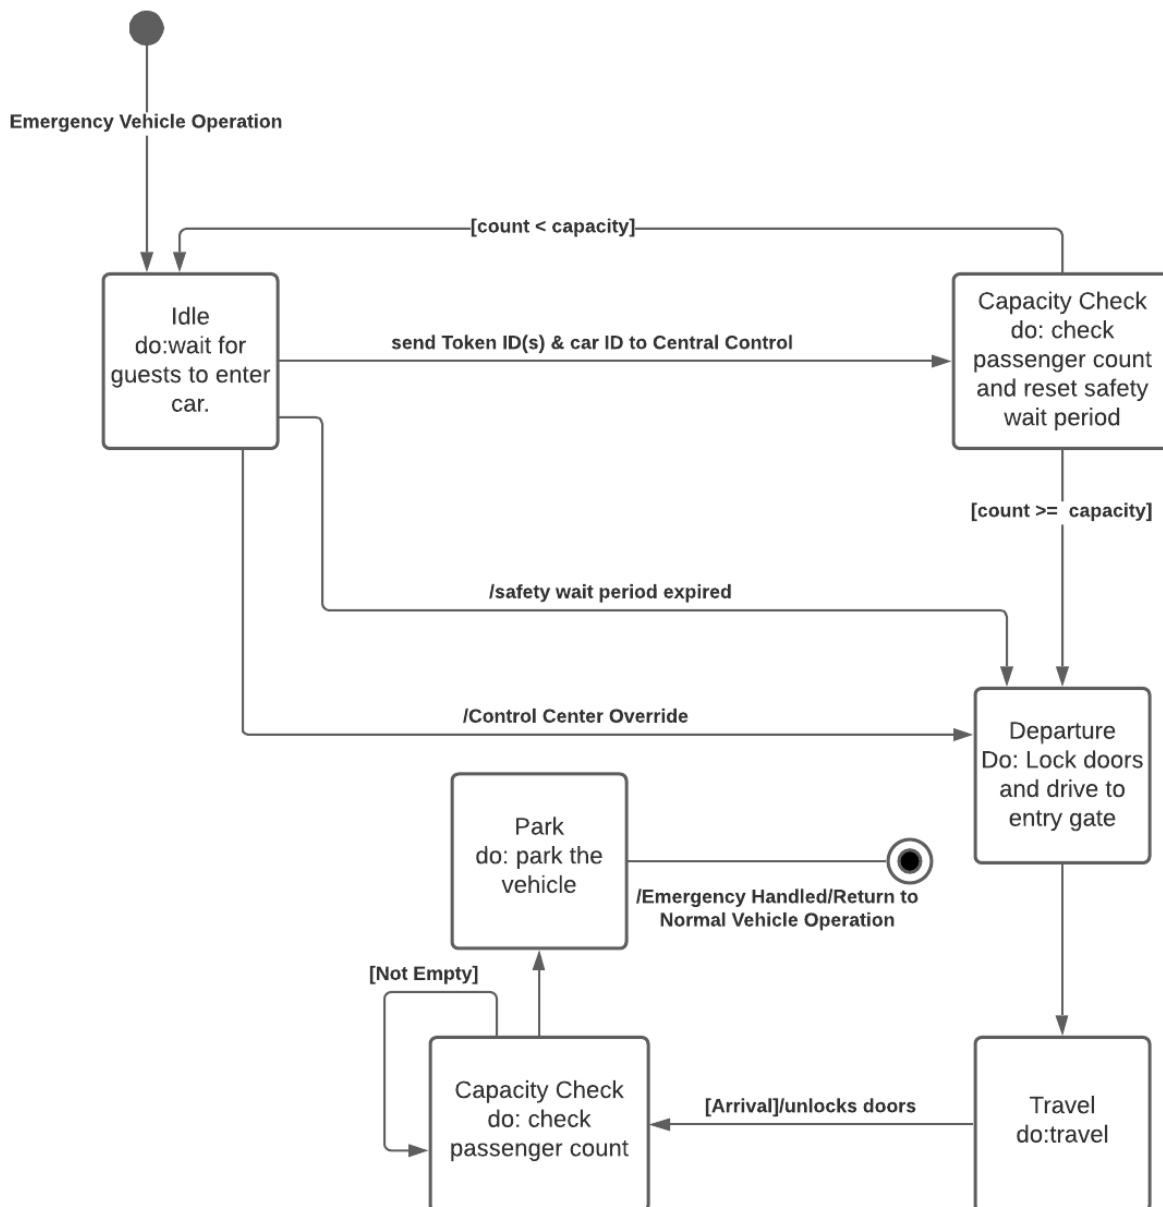 Emergency Vehicle Operation
[count < capacity]
Idle
do:wait for
guests to enter
car.
send Token ID(s) & car ID to Central Control
Capacity Check
do: check
passenger count
and reset safety
wait period
[count >=  capacity]
/safety wait period expired
/Control Center Override
Departure
Do: Lock doors
and drive to
entry gate
Park
do: park the
vehicle
/Emergency Handled/Return to
Normal Vehicle Operation
[Not Empty]
Capacity Check
do: check
passenger count
[Arrival]/unlocks doors
Travel
do:travel